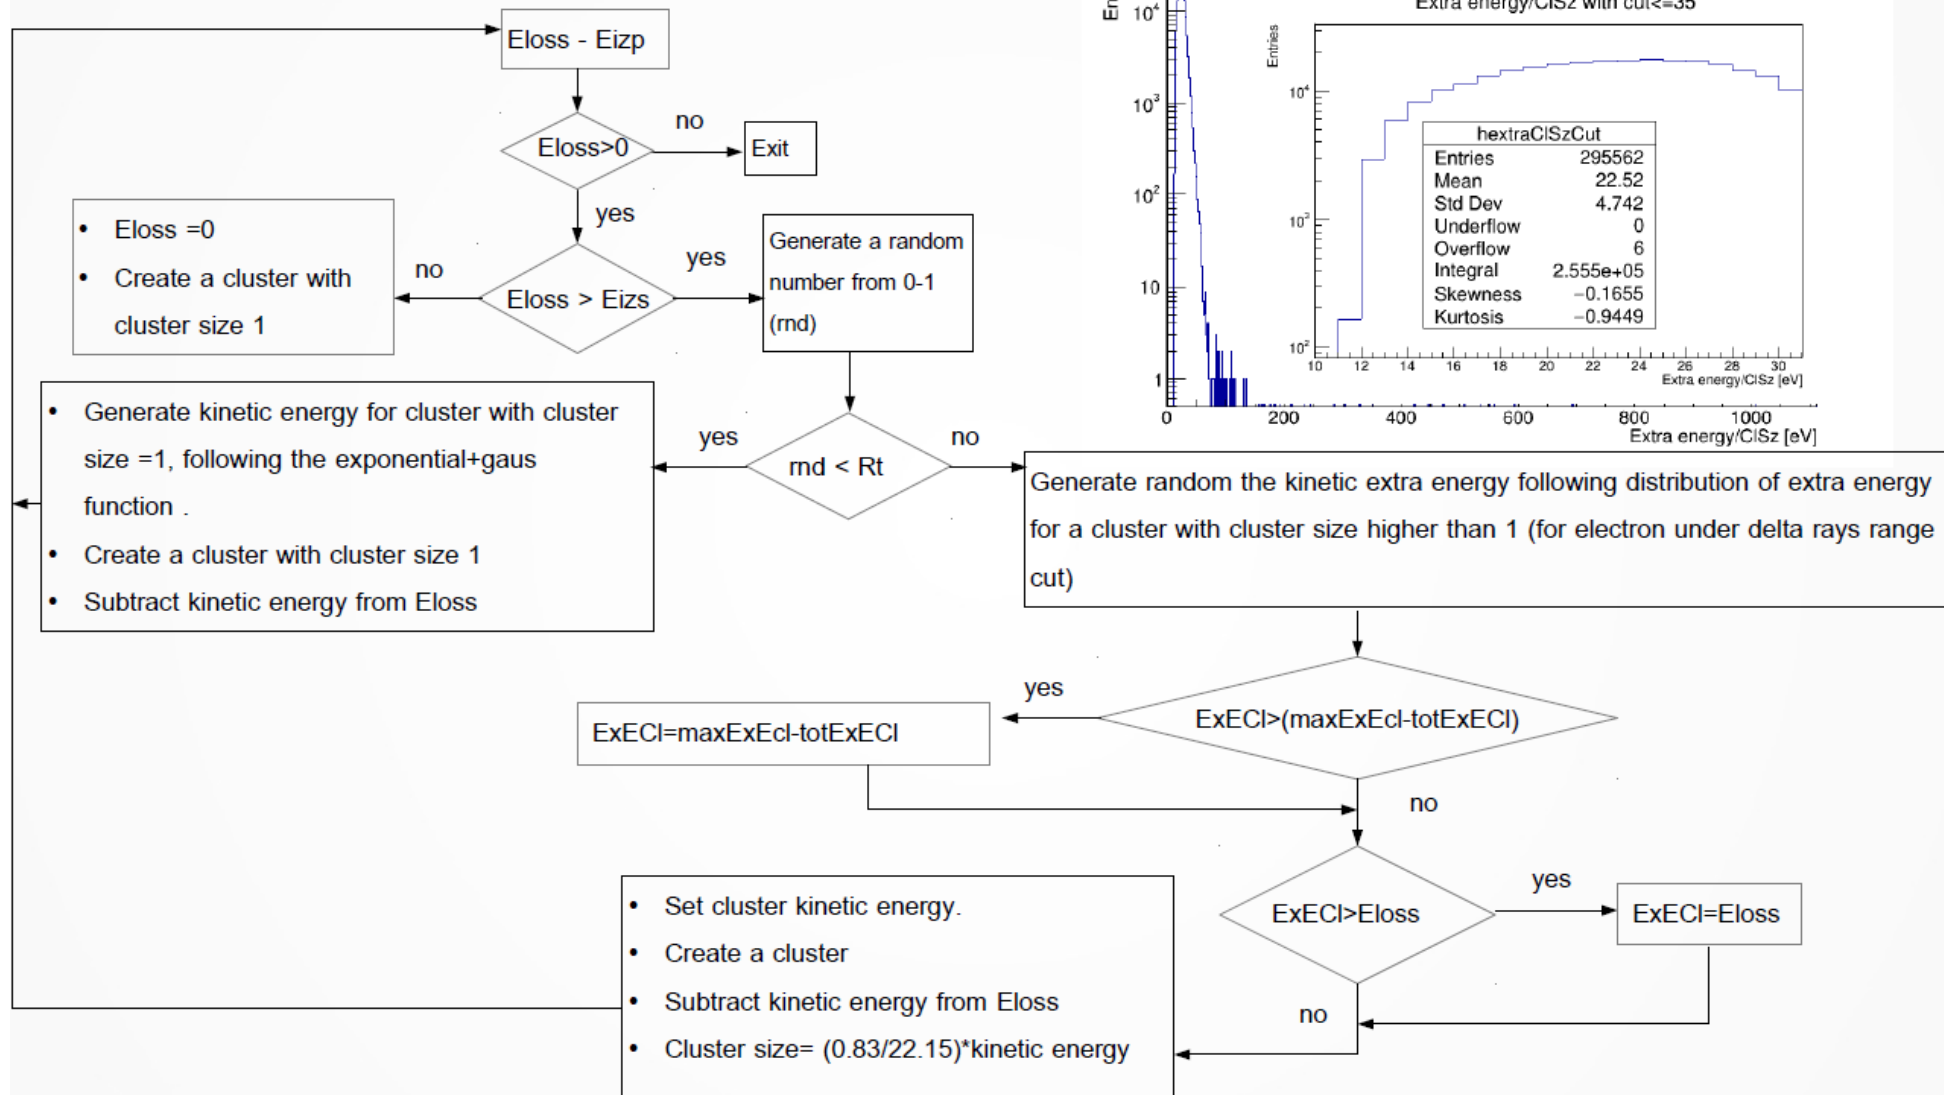 Eloss - Eizp
Eloss>0
no
Exit
yes
• Eloss =0
• Create a cluster with
cluster size 1
no
Eloss > Eizs
yes
Generate a random
number from 0-1
(rnd)
• Generate kinetic energy for cluster with cluster
size =1, following the exponential+gaus
function .
• Create a cluster with cluster size 1
• Subtract kinetic energy from Eloss
yes
rnd < Rt
no
Generate random the kinetic extra energy following distribution of extra energy
for a cluster with cluster size higher than 1 (for electron under delta rays range
cut)
yes
ExECl>(maxExEcl-totExECl)
ExECl=maxExEcl-totExECl
no
ExECl>Eloss
yes
ExECl=Eloss
no
• Set cluster kinetic energy.
• Create a cluster
• Subtract kinetic energy from Eloss
• Cluster size= (0.83/22.15)*kinetic energy
10⁴
10³
10²
10
1
0 200 400 600 800 1000
Extra energy/ClSz [eV]
Extra energy/ClSz with cut<=35
Entries
10⁴
10³
10²
hextraClSzCut
Entries 295562
Mean 22.52
Std Dev 4.742
Underflow 0
Overflow 6
Integral 2.555e+05
Skewness −0.1655
Kurtosis −0.9449
10 12 14 16 18 20 22 24 26 28 30
Extra energy/ClSz [eV]